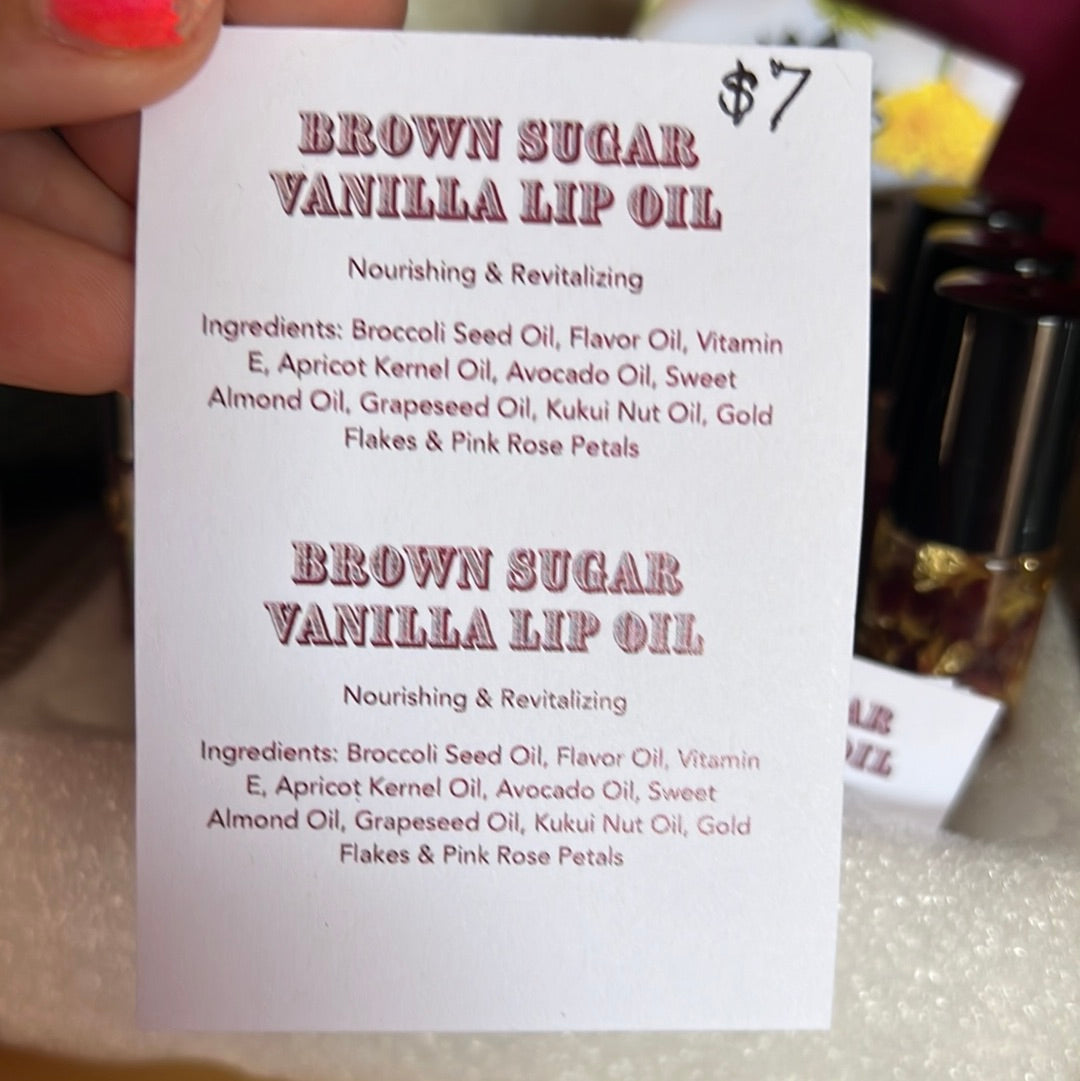 $7
BROWN SUGAR
VANILLA LIP OIL
Nourishing & Revitalizing
Ingredients: Broccoli Seed Oil, Flavor Oil, Vitamin
E, Apricot Kernel Oil, Avocado Oil, Sweet
Almond Oil, Grapeseed Oil, Kukui Nut Oil, Gold
Flakes & Pink Rose Petals
BROWN SUGAR
VANILLA LIP OIL
Nourishing & Revitalizing
Ingredients: Broccoli Seed Oil, Flavor Oil, Vitamin
E, Apricot Kernel Oil, Avocado Oil, Sweet
Almond Oil, Grapeseed Oil, Kukui Nut Oil, Gold
Flakes & Pink Rose Petals
AR
OIL